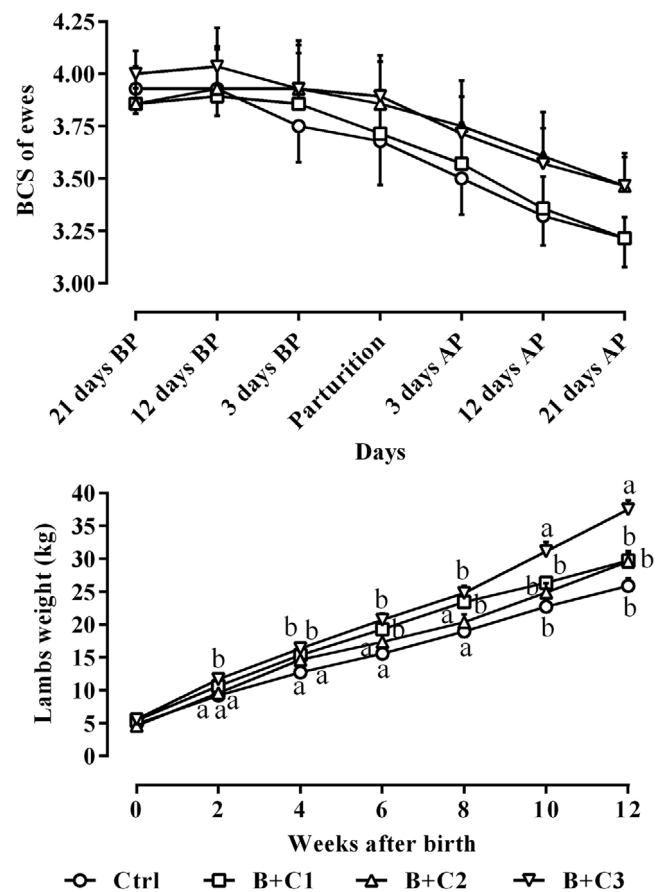 4.25
4.00
3.75
3.50
3.25
3.00
BCS of ewes
21 days BP
12 days BP
3 days BP
Parturition
3 days AP
12 days AP
21 days AP
Days
40
35
30
25
20
15
10
5
0
Lambs weight (kg)
b
a a a
b b
a a
b
a b
a
b
a b
a
a
b
b
b
a
b b
b
0 2 4 6 8 10 12
Weeks after birth
Ctrl B+C1 B+C2 B+C3